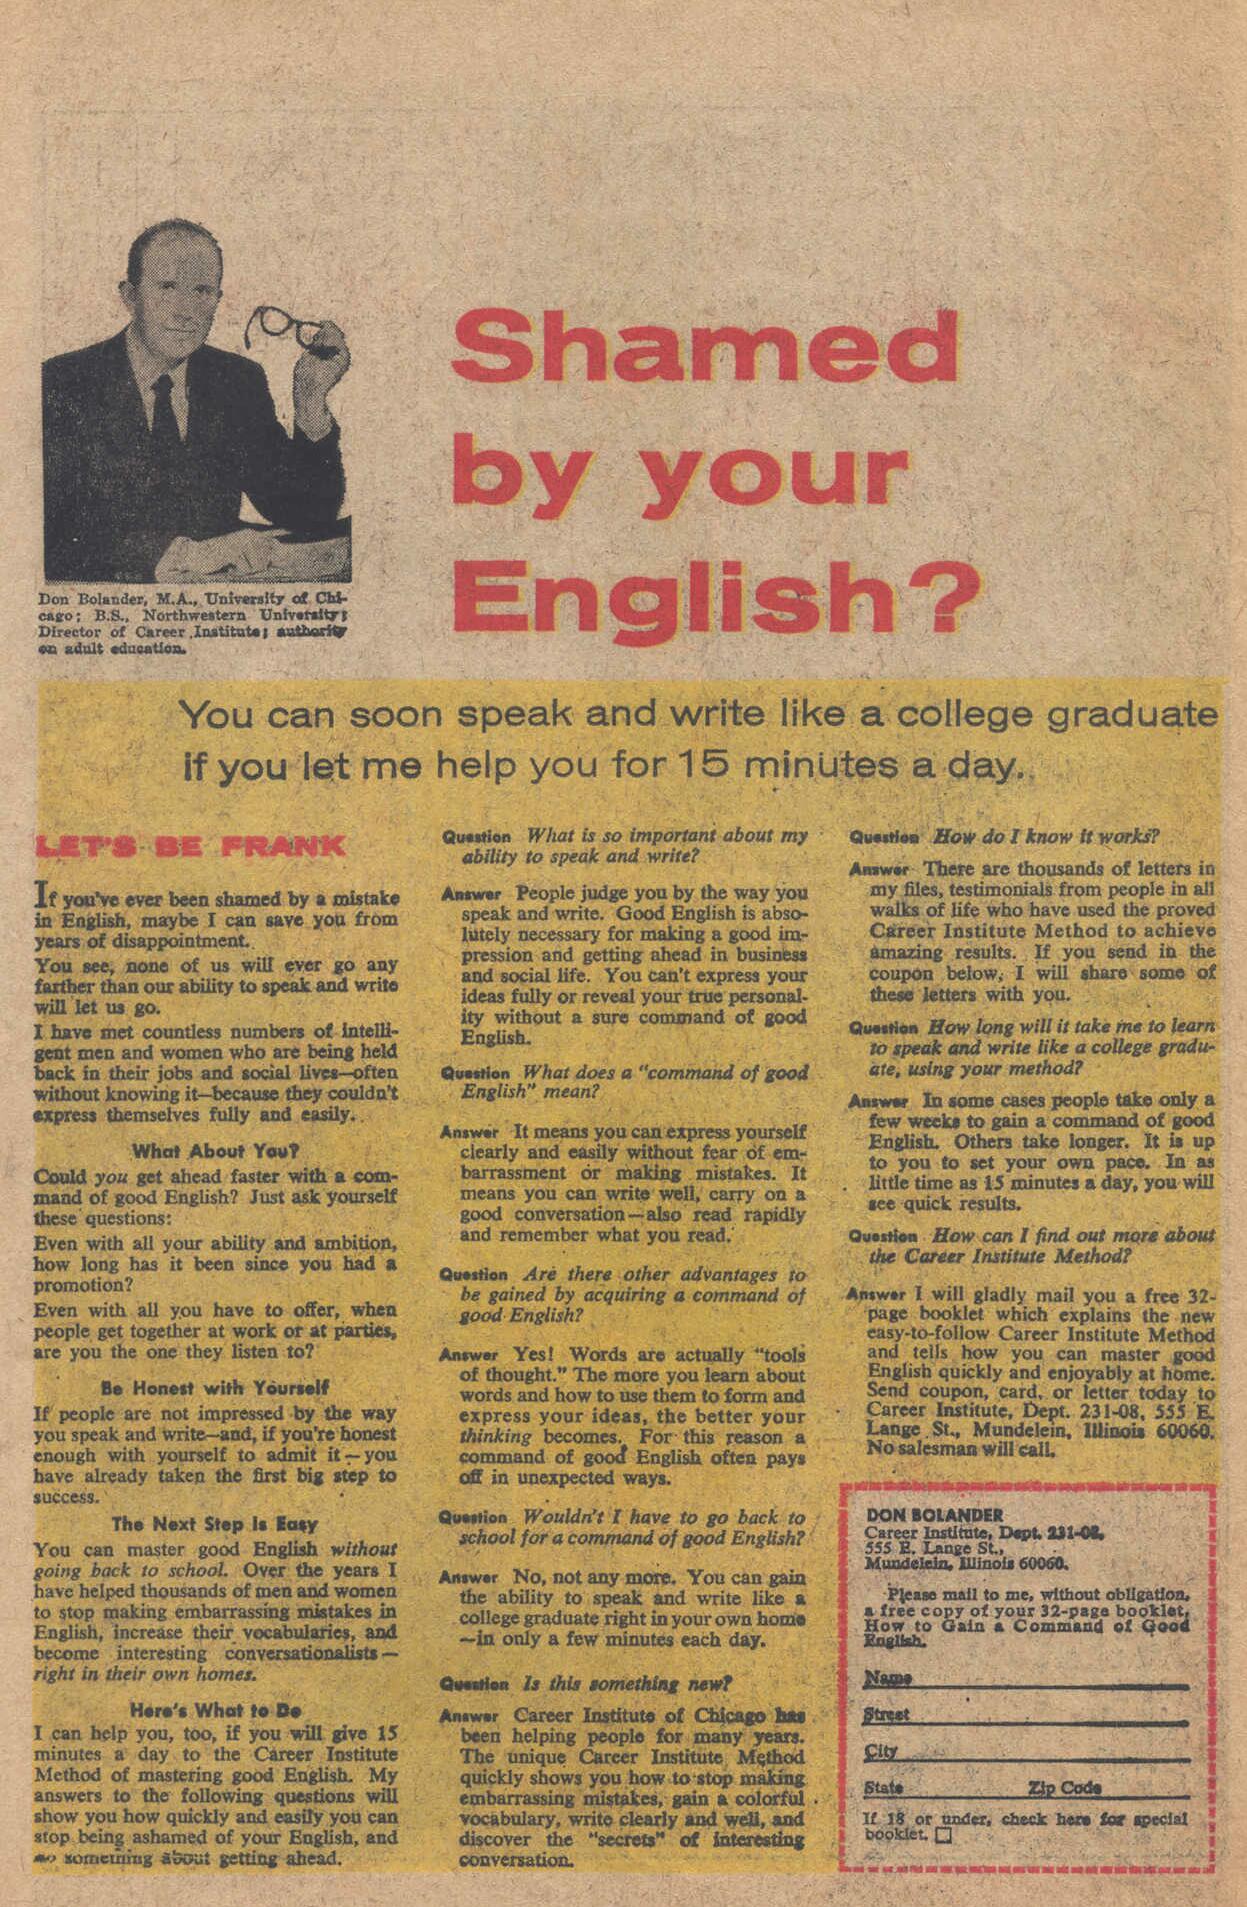 Shamed
by your
English?
Don Bolander, M.A., University of Chi-
cago; B.S., Northwestern University;
Director of Career Institute; authority
on adult education.
You can soon speak and write like a college graduate
if you let me help you for 15 minutes a day.
LET'S BE FRANK
If you've ever been shamed by a mistake
in English, maybe I can save you from
years of disappointment.
You see, none of us will ever go any
farther than our ability to speak and write
will let us go.
I have met countless numbers of intelli-
gent men and women who are being held
back in their jobs and social lives—often
without knowing it—because they couldn't
express themselves fully and easily.
What About You?
Could you get ahead faster with a com-
mand of good English? Just ask yourself
these questions:
Even with all your ability and ambition,
how long has it been since you had a
promotion?
Even with all you have to offer, when
people get together at work or at parties,
are you the one they listen to?
Be Honest with Yourself
If people are not impressed by the way
you speak and write—and, if you're honest
enough with yourself to admit it—you
have already taken the first big step to
success.
The Next Step Is Easy
You can master good English without
going back to school. Over the years I
have helped thousands of men and women
to stop making embarrassing mistakes in
English, increase their vocabularies, and
become interesting conversationalists—
right in their own homes.
Here's What to Do
I can help you, too, if you will give 15
minutes a day to the Career Institute
Method of mastering good English. My
answers to the following questions will
show you how quickly and easily you can
stop being ashamed of your English, and
do something about getting ahead.
Question What is so important about my
ability to speak and write?
Answer People judge you by the way you
speak and write. Good English is abso-
lutely necessary for making a good im-
pression and getting ahead in business
and social life. You can't express your
ideas fully or reveal your true personal-
ity without a sure command of good
English.
Question What does a "command of good
English" mean?
Answer It means you can express yourself
clearly and easily without fear of em-
barrassment or making mistakes. It
means you can write well, carry on a
good conversation—also read rapidly
and remember what you read.
Question Are there other advantages to
be gained by acquiring a command of
good English?
Answer Yes! Words are actually "tools
of thought." The more you learn about
words and how to use them to form and
express your ideas, the better your
thinking becomes. For this reason a
command of good English often pays
off in unexpected ways.
Question Wouldn't I have to go back to
school for a command of good English?
Answer No, not any more. You can gain
the ability to speak and write like a
college graduate right in your own home
—in only a few minutes each day.
Question Is this something new?
Answer Career Institute of Chicago has
been helping people for many years.
The unique Career Institute Method
quickly shows you how to stop making
embarrassing mistakes, gain a colorful
vocabulary, write clearly and well, and
discover the "secrets" of interesting
conversation.
Question How do I know it works?
Answer There are thousands of letters in
my files, testimonials from people in all
walks of life who have used the proved
Career Institute Method to achieve
amazing results. If you send in the
coupon below, I will share some of
these letters with you.
Question How long will it take me to learn
to speak and write like a college gradu-
ate, using your method?
Answer In some cases people take only a
few weeks to gain a command of good
English. Others take longer. It is up
to you to set your own pace. In as
little time as 15 minutes a day, you will
see quick results.
Question How can I find out more about
the Career Institute Method?
Answer I will gladly mail you a free 32-
page booklet which explains the new
easy-to-follow Career Institute Method
and tells how you can master good
English quickly and enjoyably at home.
Send coupon, card, or letter today to
Career Institute, Dept. 231-08, 555 E.
Lange St., Mundelein, Illinois 60060.
No salesman will call.
DON BOLANDER
Career Institute, Dept. 231-08,
555 E. Lange St.,
Mundelein, Illinois 60060.
Please mail to me, without obligation,
a free copy of your 32-page booklet,
How to Gain a Command of Good
English.
Name
Street
City
State Zip Code
If 18 or under, check here for special
booklet.